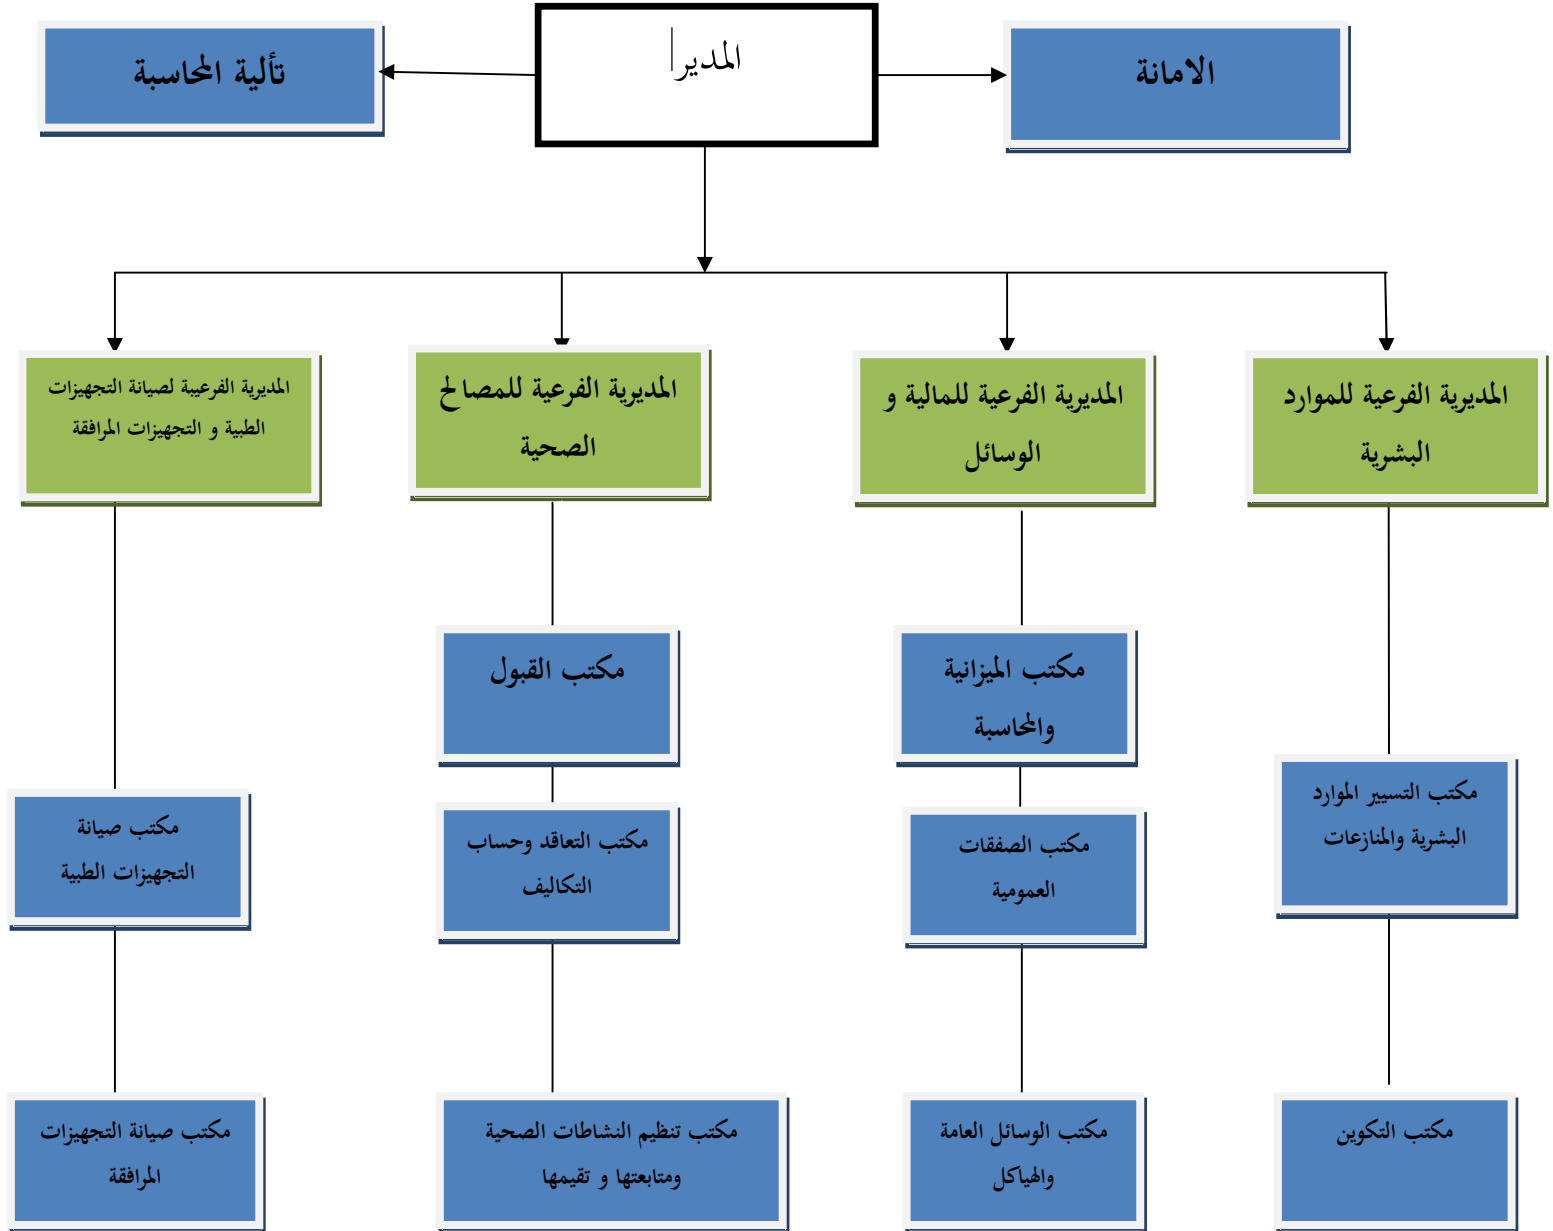 المديرا
الامانة
تألية المحاسبة
المديرية الفرعية للموارد
البشرية
المديرية الفرعية للمالية و
الوسائل
المديرية الفرعية للمصالح
الصحية
المديرية الفرعيبة لصيانة التجهيزات
الطبية و التجهيزات المرافقة
مكتب التسيير الموارد
البشرية والمنازعات
مكتب التكوين
مكتب الميزانية
والمحاسبة
مكتب الصفقات
العمومية
مكتب الوسائل العامة
والهياكل
مكتب القبول
مكتب التعاقد وحساب
التكاليف
مكتب تنظيم النشاطات الصحية
ومتابعتها و تقيمها
مكتب صيانة
التجهيزات الطبية
مكتب صيانة التجهيزات
المرافقة